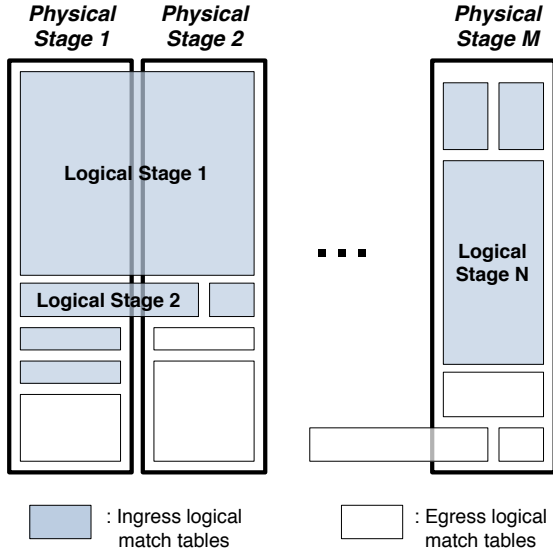 Physical
Stage 1
Physical
Stage 2
Physical
Stage M
Logical Stage 1
Logical Stage 2
Logical
Stage N
: Ingress logical
match tables
: Egress logical
match tables